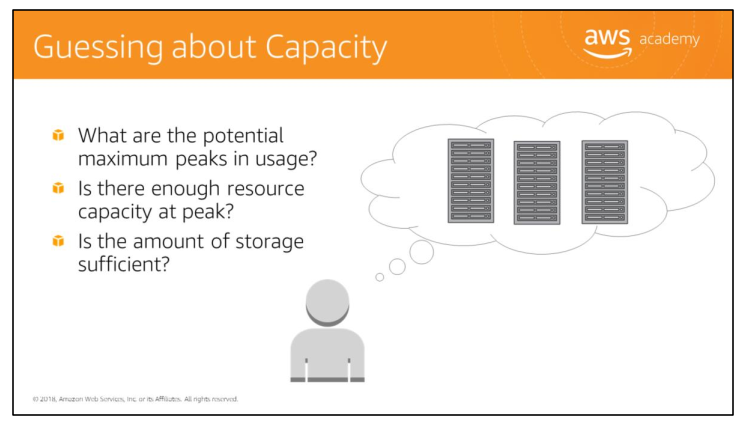 Guessing about Capacity
aws academy
What are the potential
maximum peaks in usage?
Is there enough resource
capacity at peak?
Is the amount of storage
sufficient?
© 2018, Amazon Web Services, Inc. or its Affiliates. All rights reserved.